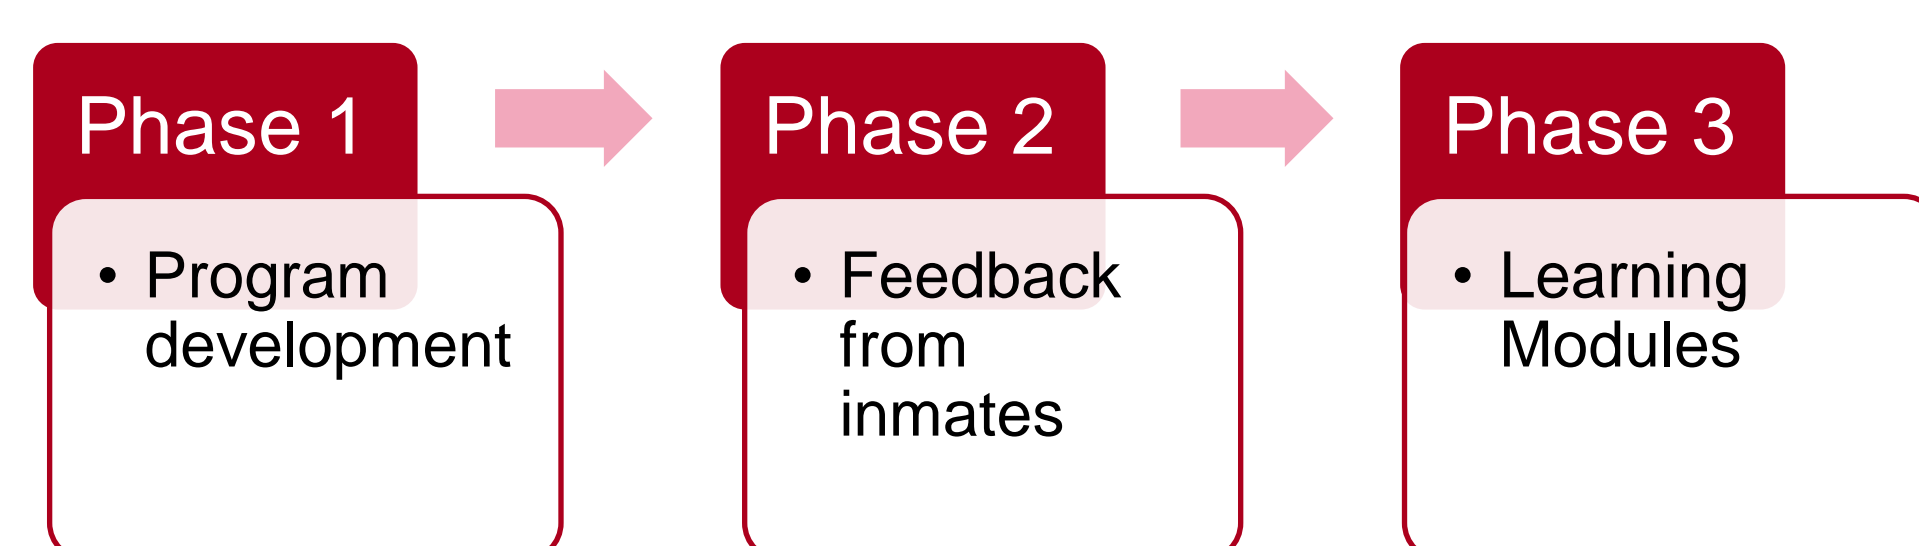 Phase 1
• Program
development
Phase 2
• Feedback
from
inmates
Phase 3
• Learning
Modules